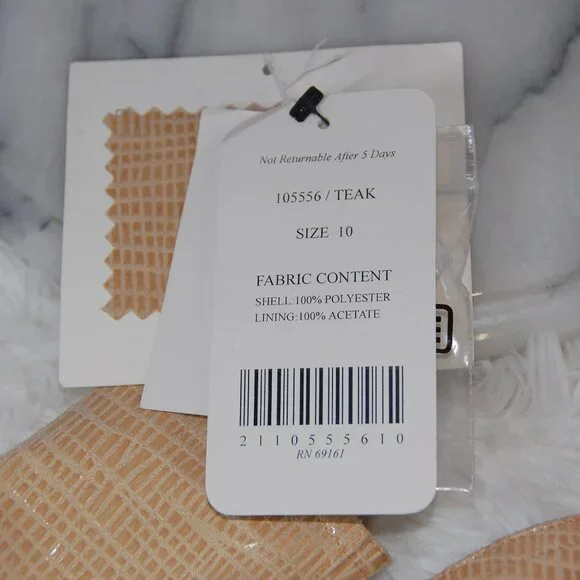 Not Returnable After 5 Days
105556 / TEAK
SIZE 10
FABRIC CONTENT
SHELL:100% POLYESTER
LINING:100% ACETATE
2110555610
RN 69161